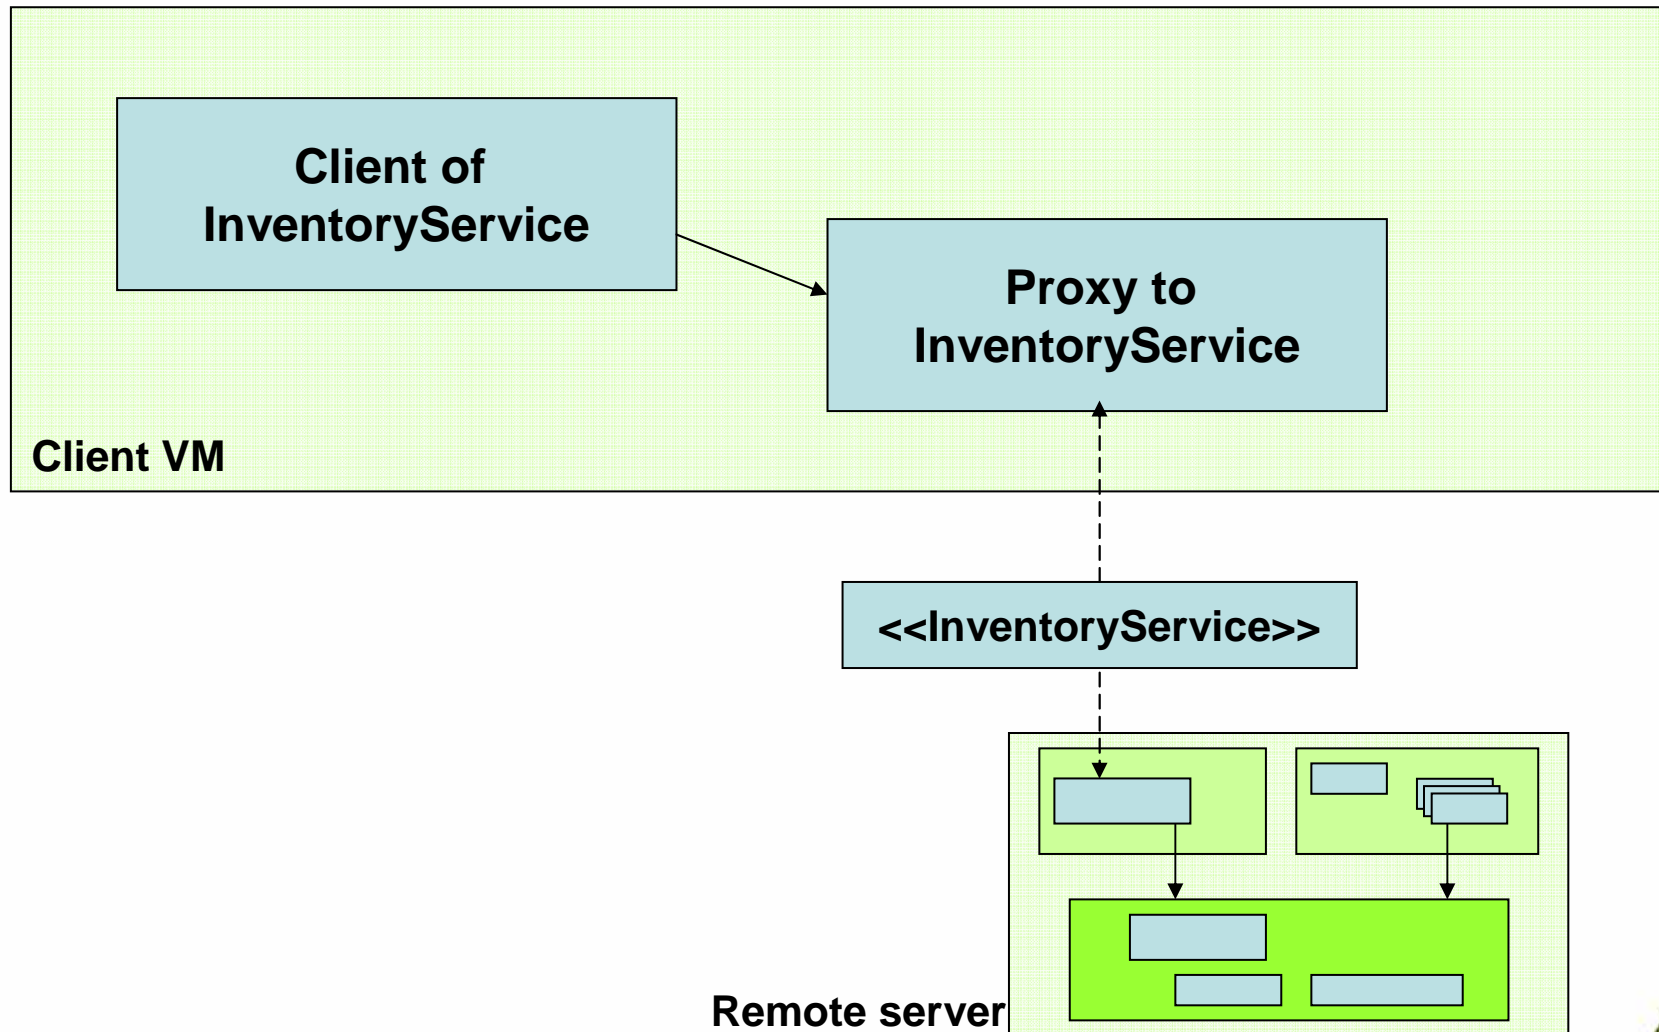 Client of
InventoryService
Proxy to
InventoryService
Client VM
<<InventoryService>>
Remote server